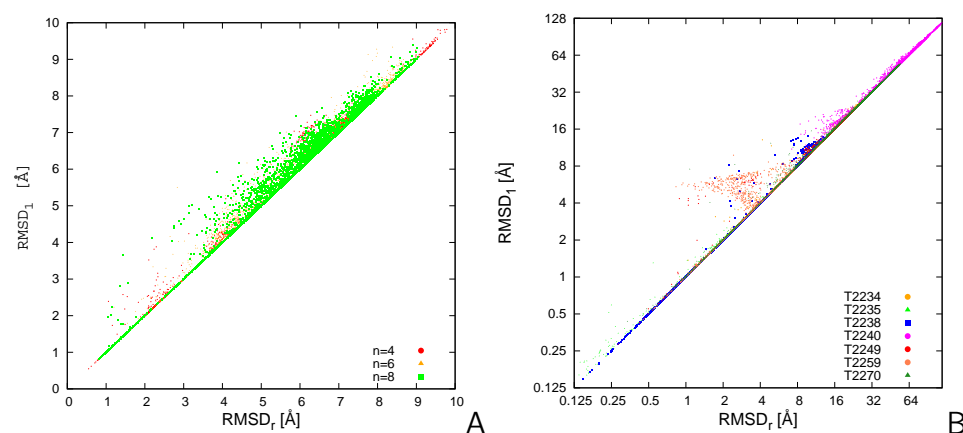 10
9
8
7
6
5
4
3
2
1
0
RMSD₁ [Å]
0 1 2 3 4 5 6 7 8 9 10
RMSDᵣ [Å]
n=4
n=6
n=8
A
128
64
32
16
8
4
2
1
0.5
0.25
0.125
RMSD₁ [Å]
0.125 0.25 0.5 1 2 4 8 16 32 64
RMSDᵣ [Å]
T2234
T2235
T2238
T2240
T2249
T2259
T2270
B